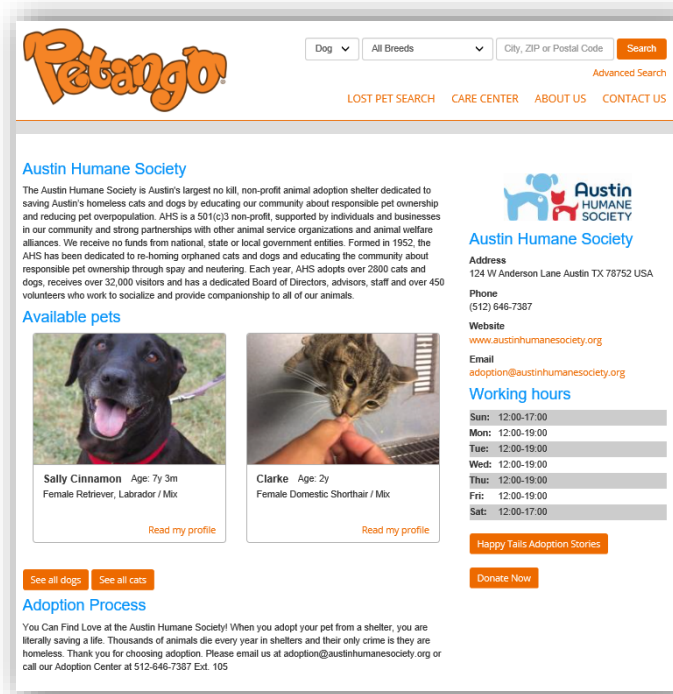 Petango
Dog All Breeds City, ZIP or Postal Code Search
Advanced Search
LOST PET SEARCH CARE CENTER ABOUT US CONTACT US
Austin Humane Society
The Austin Humane Society is Austin's largest no kill, non-profit animal adoption shelter dedicated to
saving Austin's homeless cats and dogs by educating our community about responsible pet ownership
and reducing pet overpopulation. AHS is a 501(c)3 non-profit, supported by individuals and businesses
in our community and strong partnerships with other animal service organizations and animal welfare
alliances. We receive no funds from national, state or local government entities. Formed in 1952, the
AHS has been dedicated to re-homing orphaned cats and dogs and educating the community about
responsible pet ownership through spay and neutering. Each year, AHS adopts over 2800 cats and
dogs, receives over 32,000 visitors and has a dedicated Board of Directors, advisors, staff and over 450
volunteers who work to socialize and provide companionship to all of our animals.
Available pets
Sally Cinnamon Age: 7y 3m
Female Retriever, Labrador / Mix
Read my profile
Clarke Age: 2y
Female Domestic Shorthair / Mix
Read my profile
See all dogs See all cats
Adoption Process
You Can Find Love at the Austin Humane Society! When you adopt your pet from a shelter, you are
literally saving a life. Thousands of animals die every year in shelters and their only crime is they are
homeless. Thank you for choosing adoption. Please email us at adoption@austinhumanesociety.org or
call our Adoption Center at 512-646-7387 Ext. 105
Austin
HUMANE
SOCIETY
Austin Humane Society
Address
124 W Anderson Lane Austin TX 78752 USA
Phone
(512) 646-7387
Website
www.austinhumanesociety.org
Email
adoption@austinhumanesociety.org
Working hours
Sun: 12:00-17:00
Mon: 12:00-19:00
Tue: 12:00-19:00
Wed: 12:00-19:00
Thu: 12:00-19:00
Fri: 12:00-19:00
Sat: 12:00-17:00
Happy Tails Adoption Stories
Donate Now